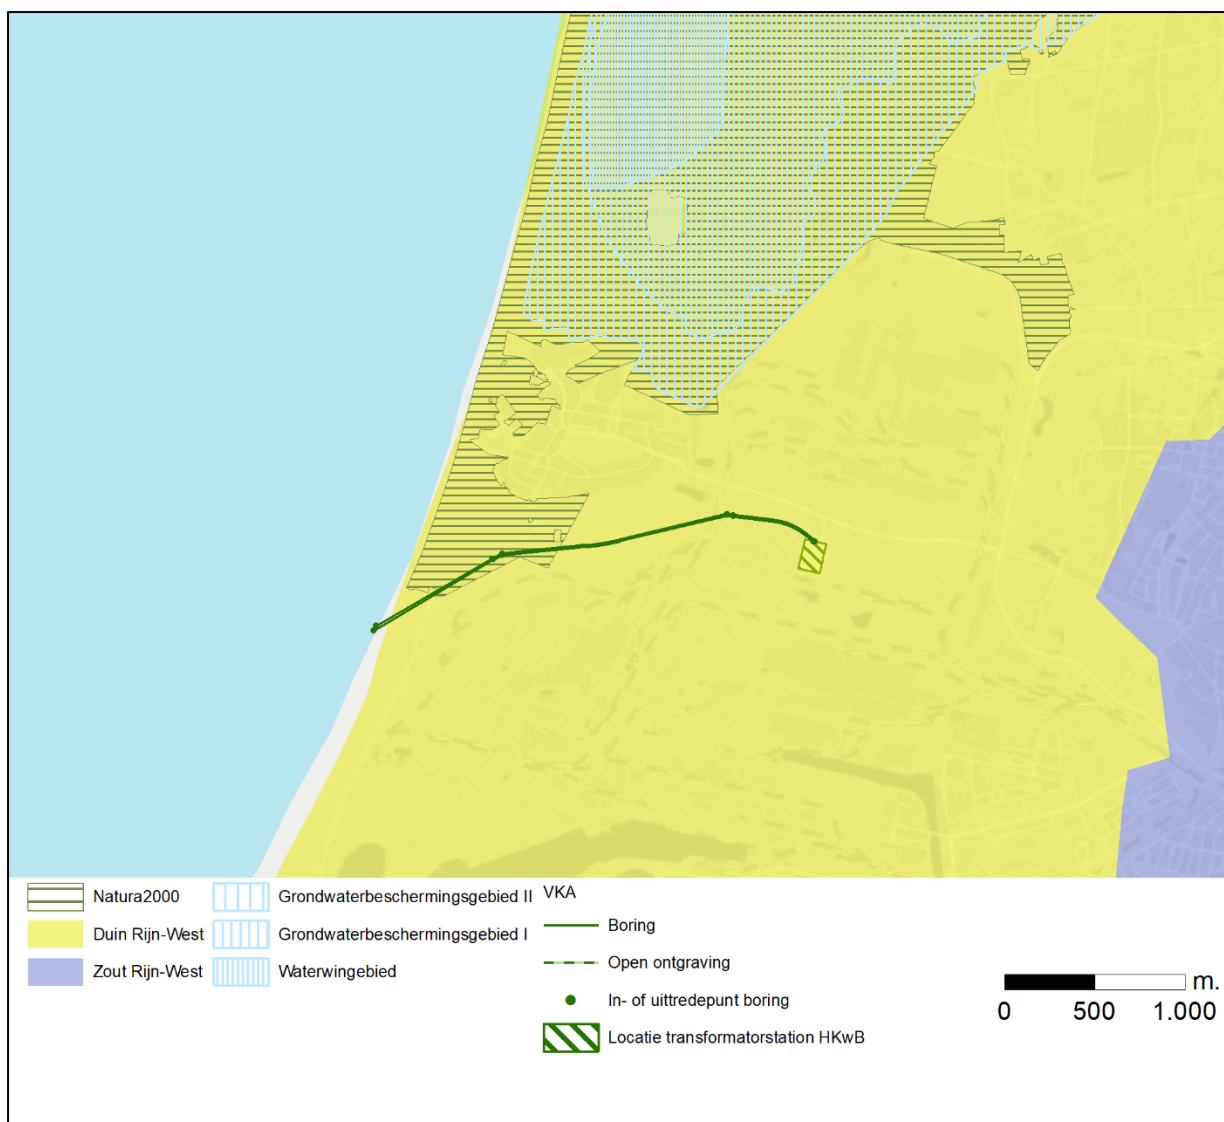 Natura2000
Duin Rijn-West
Zout Rijn-West
Grondwaterbeschermingsgebied II
Grondwaterbeschermingsgebied I
Waterwingebied
VKA
Boring
Open ontgraving
In- of uittredepunt boring
Locatie transformatorstation HKwB
m.
0 500 1.000